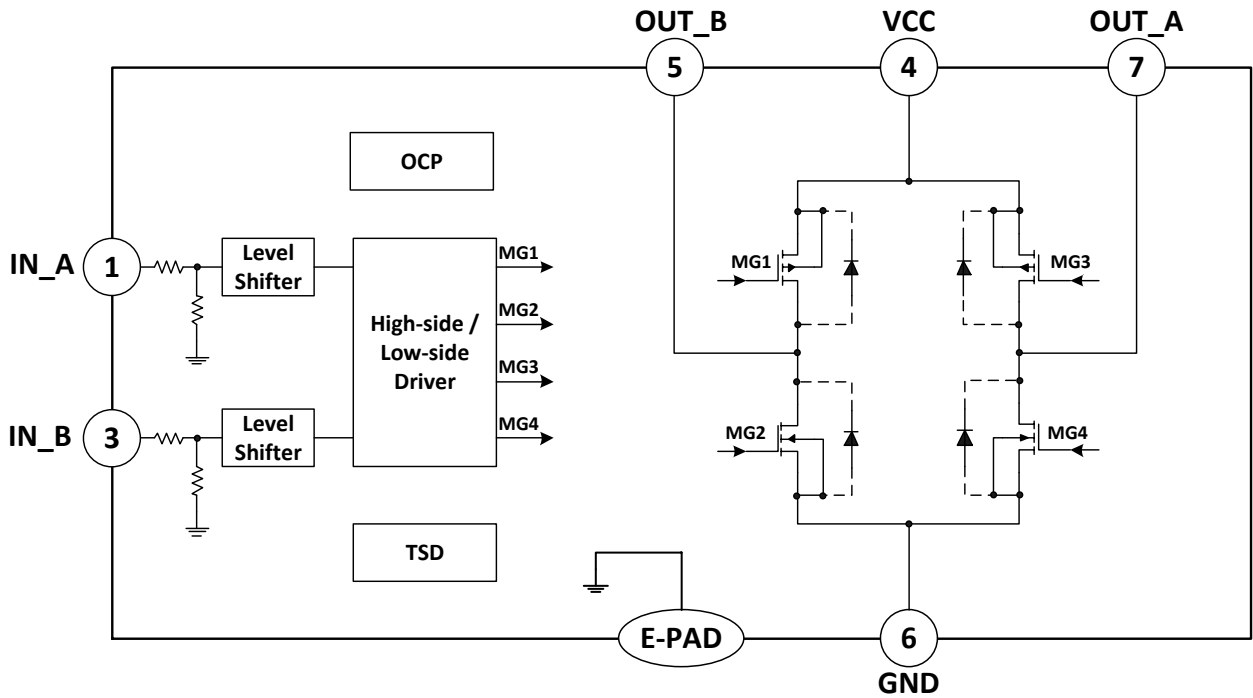 OUT_B
VCC
OUT_A
5
4
7
OCP
IN_A
1
Level
Shifter
MG1
MG2
MG3
MG4
High-side /
Low-side
Driver
IN_B
3
Level
Shifter
TSD
MG1
MG3
MG2
MG4
E-PAD
6
GND